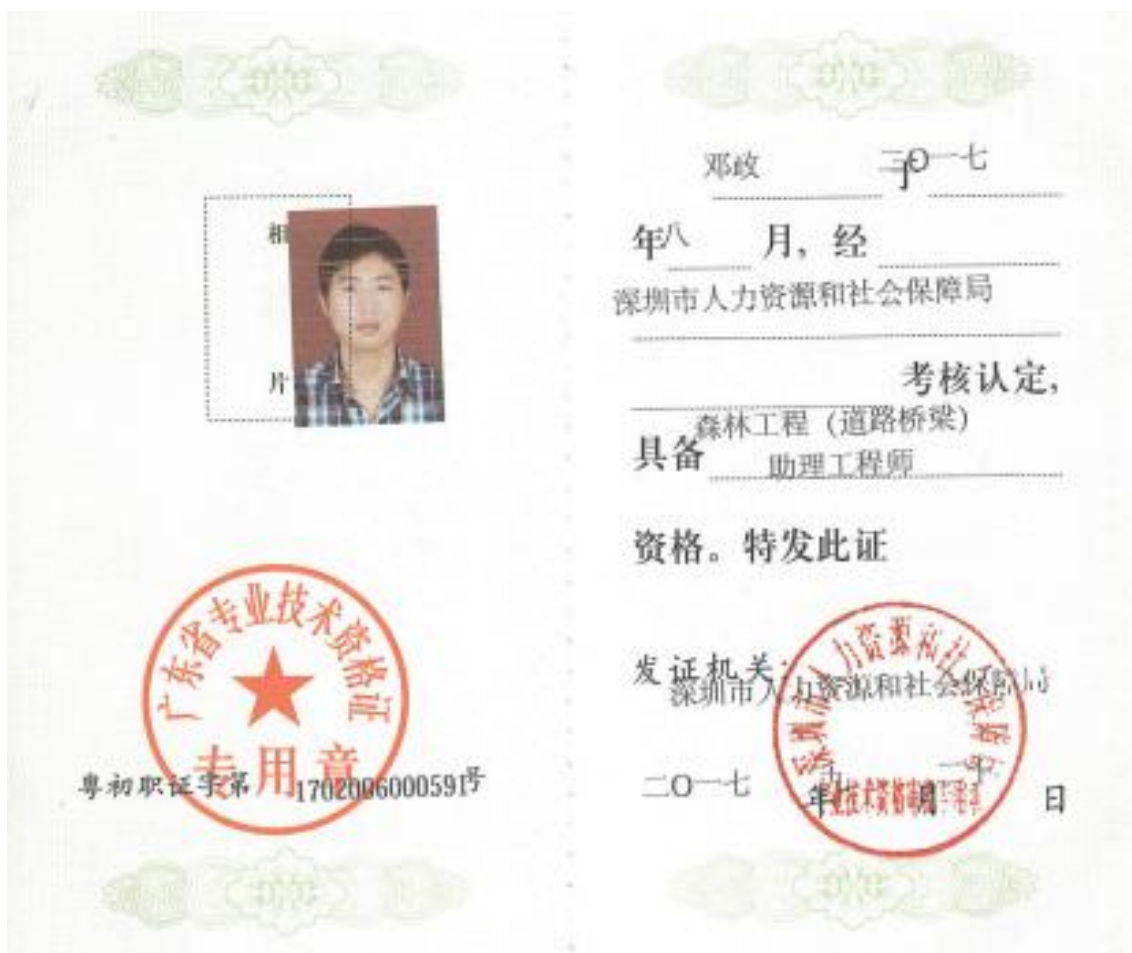 相
片
广东省专业技术资格证
专用章
粤初职证字第 1702006000591号
邓政 于 二〇一七
年 八 月, 经
深圳市人力资源和社会保障局
考核认定,
森林工程（道路桥梁）
具备 助理工程师
资格。特发此证
发证机关:
深圳市人力资源和社会保障局
二〇一七 年 月 日